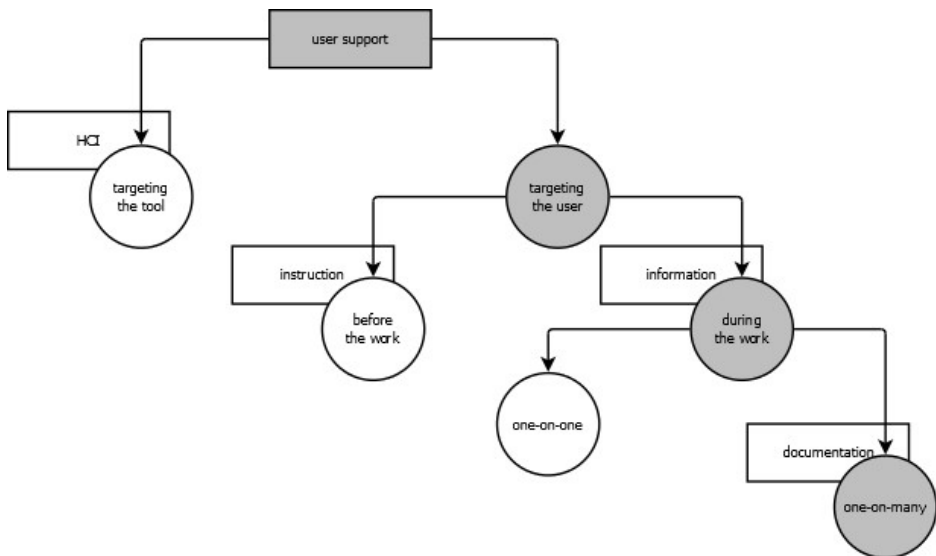 user support
HCI
targeting
the tool
targeting
the user
instruction
information
before
the work
during
the work
one-on-one
documentation
one-on-many